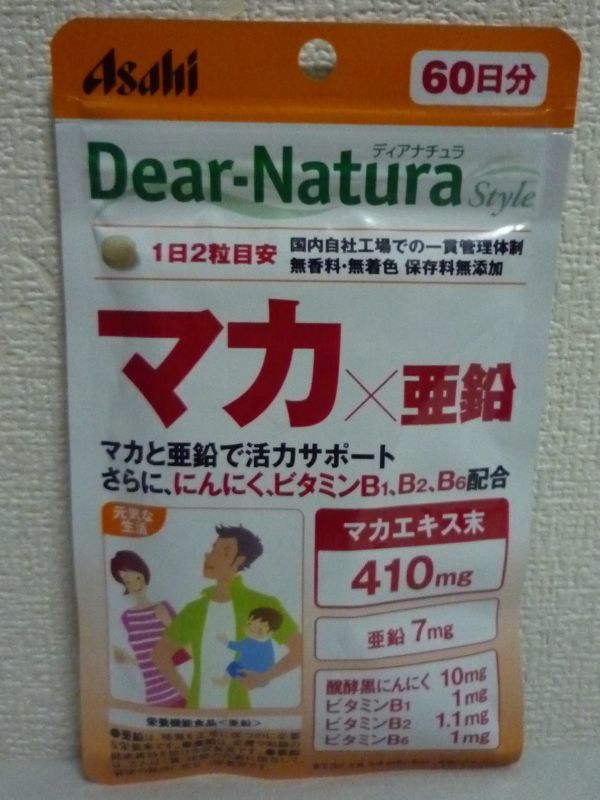 Asahi
60日分
ディアナチュラ
Dear-Natura Style
1日2粒目安
国内自社工場での一貫管理体制
無香料・無着色 保存料無添加
マカ×亜鉛
マカと亜鉛で活力サポート
さらに、にんにく、ビタミンB1、B2、B6配合
元気な
生活
マカエキス末
410mg
亜鉛 7mg
醗酵黒にんにく 10mg
ビタミンB1 1mg
ビタミンB2 1.1mg
ビタミンB6 1mg
栄養機能食品<亜鉛>